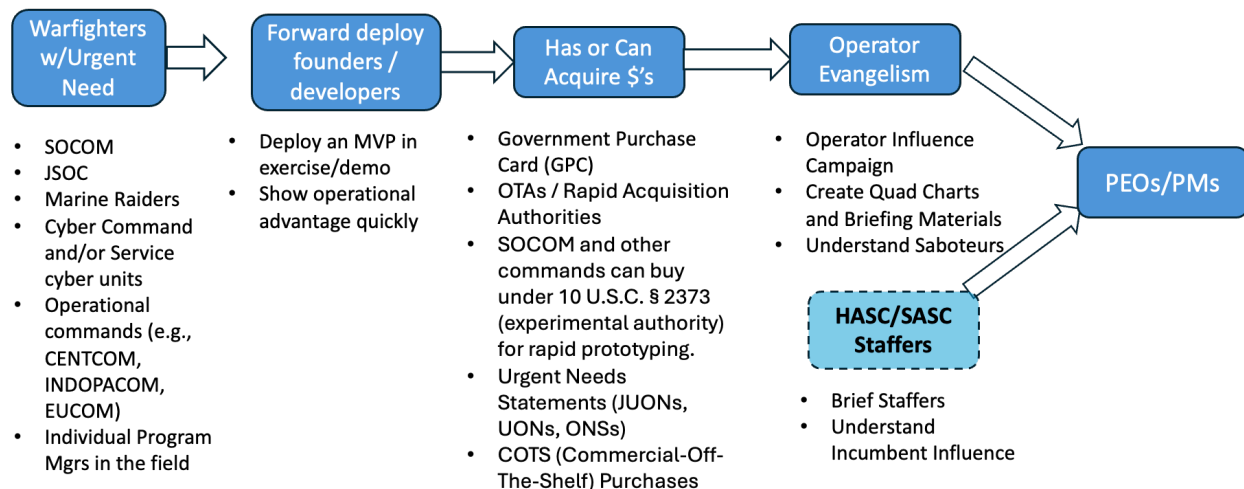 Warfighters
w/Urgent
Need
Forward deploy
founders /
developers
Has or Can
Acquire $'s
Operator
Evangelism
PEOs/PMs
• SOCOM
• JSOC
• Marine Raiders
• Cyber Command
and/or Service
cyber units
• Operational
commands (e.g.,
CENTCOM,
INDOPACOM,
EUCOM)
• Individual Program
Mgrs in the field
• Deploy an MVP in
exercise/demo
• Show operational
advantage quickly
• Government Purchase
Card (GPC)
• OTAs / Rapid Acquisition
Authorities
• SOCOM and other
commands can buy
under 10 U.S.C. § 2373
(experimental authority)
for rapid prototyping.
• Urgent Needs
Statements (JUONs,
UONs, ONSs)
• COTS (Commercial-Off-
The-Shelf) Purchases
• Operator Influence
Campaign
• Create Quad Charts
and Briefing Materials
• Understand Saboteurs
HASC/SASC
Staffers
• Brief Staffers
• Understand
Incumbent Influence